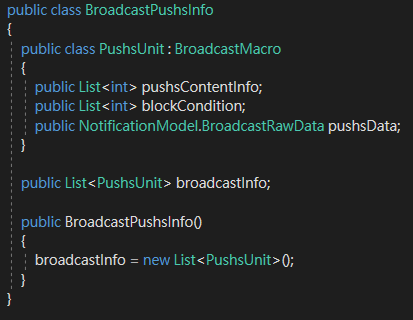 public class BroadcastPushsInfo
{
public class PushsUnit : BroadcastMacro
{
public List<int> pushsContentInfo;
public List<int> blockCondition;
public NotificationModel.BroadcastRawData pushsData;
}
public List<PushsUnit> broadcastInfo;
public BroadcastPushsInfo()
{
broadcastInfo = new List<PushsUnit>();
}
}